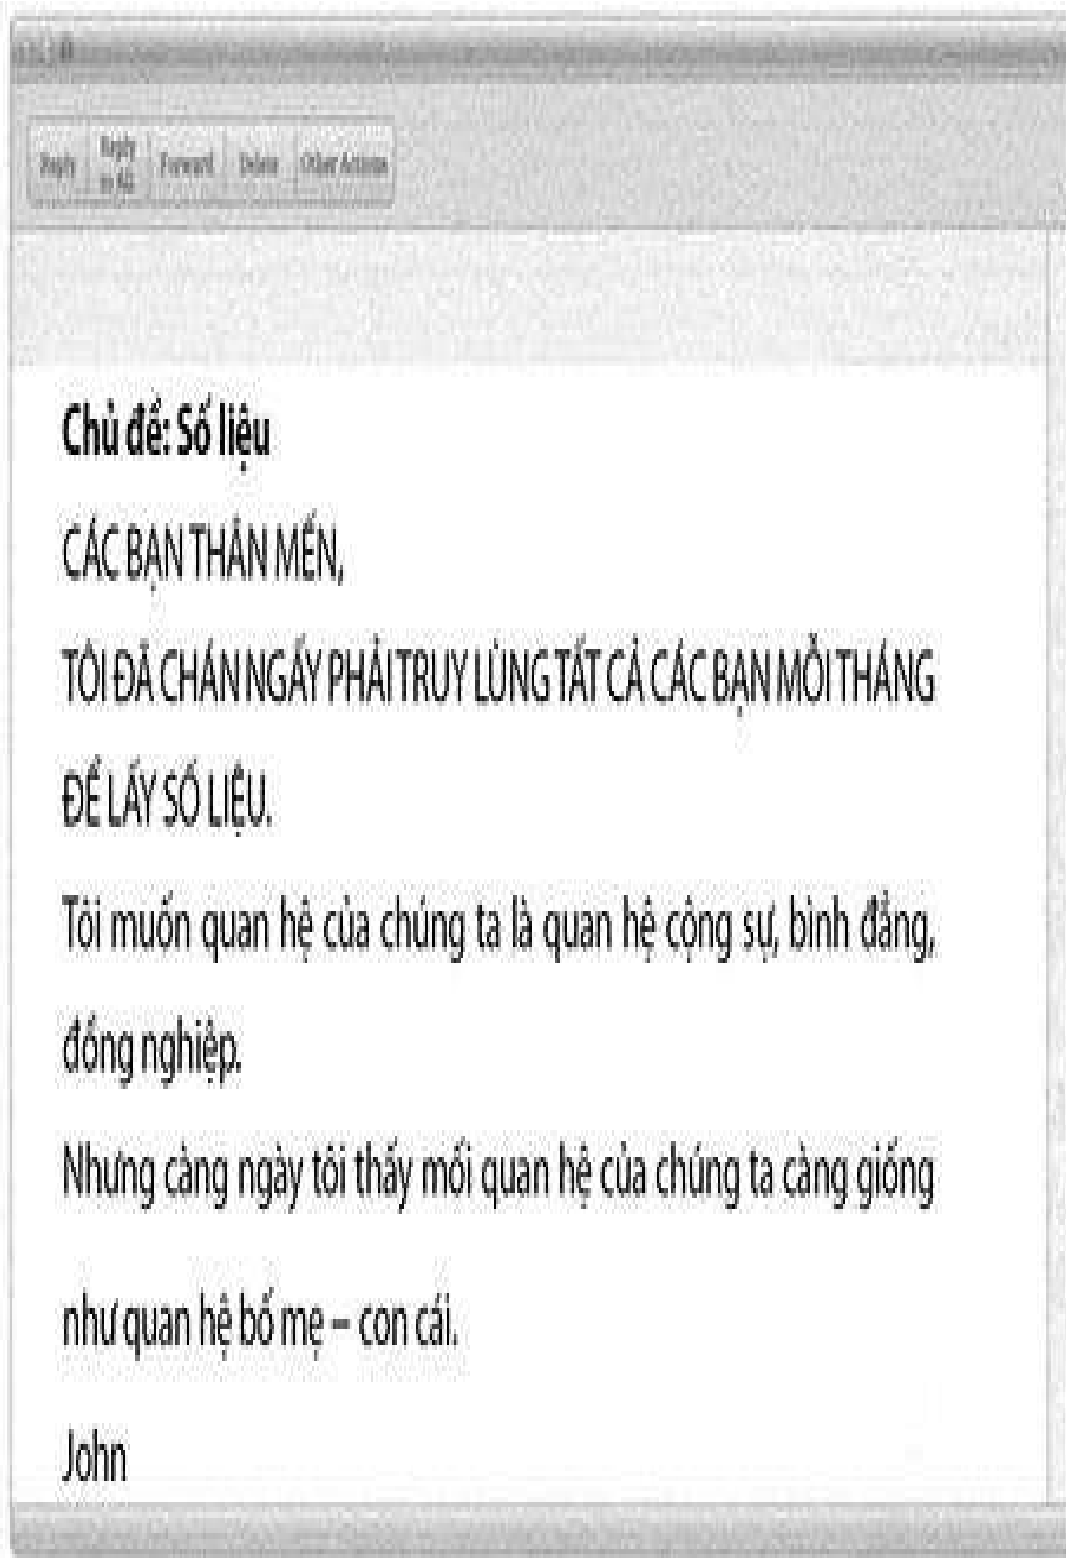 Reply
Reply
to All
Forward
Delete
Other Actions
Chủ đề: Số liệu
CÁC BẠN THÂN MẾN,
TÔI ĐÃ CHÁN NGẤY PHẢI TRUY LÙNG TẤT CẢ CÁC BẠN MỖI THÁNG
ĐỂ LẤY SỐ LIỆU.
Tôi muốn quan hệ của chúng ta là quan hệ cộng sự, bình đẳng,
đồng nghiệp.
Nhưng càng ngày tôi thấy mối quan hệ của chúng ta càng giống
như quan hệ bố mẹ – con cái.
John